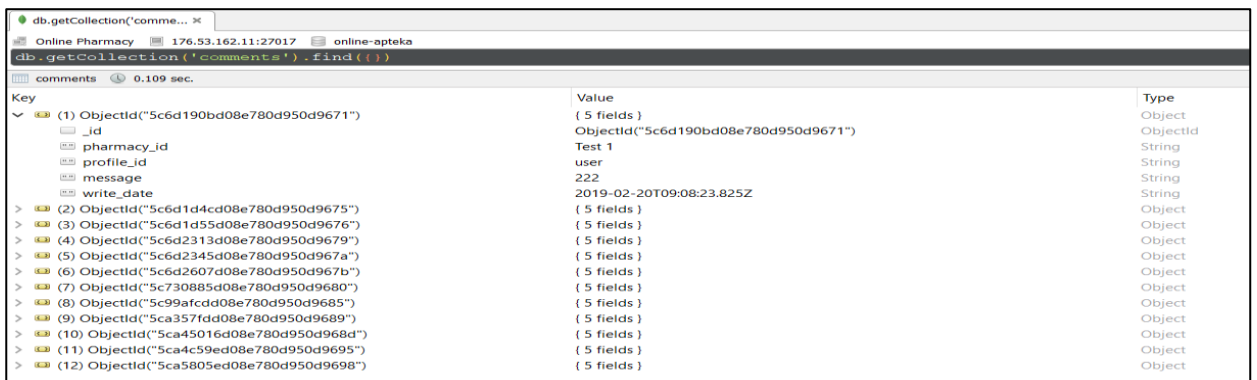 db.getCollection('comme... ×
Online Pharmacy 176.53.162.11:27017 online-apteka
db.getCollection('comments').find({})
comments 0.109 sec.
Key Value Type
(1) ObjectId("5c6d190bd08e780d950d9671") { 5 fields } Object
_id ObjectId("5c6d190bd08e780d950d9671") ObjectId
pharmacy_id Test 1 String
profile_id user String
message 222 String
write_date 2019-02-20T09:08:23.825Z String
(2) ObjectId("5c6d1d4cd08e780d950d9675") { 5 fields } Object
(3) ObjectId("5c6d1d55d08e780d950d9676") { 5 fields } Object
(4) ObjectId("5c6d2313d08e780d950d9679") { 5 fields } Object
(5) ObjectId("5c6d2345d08e780d950d967a") { 5 fields } Object
(6) ObjectId("5c6d2607d08e780d950d967b") { 5 fields } Object
(7) ObjectId("5c730885d08e780d950d9680") { 5 fields } Object
(8) ObjectId("5c99afcdd08e780d950d9685") { 5 fields } Object
(9) ObjectId("5ca357fdd08e780d950d9689") { 5 fields } Object
(10) ObjectId("5ca45016d08e780d950d968d") { 5 fields } Object
(11) ObjectId("5ca4c59ed08e780d950d9695") { 5 fields } Object
(12) ObjectId("5ca5805ed08e780d950d9698") { 5 fields } Object